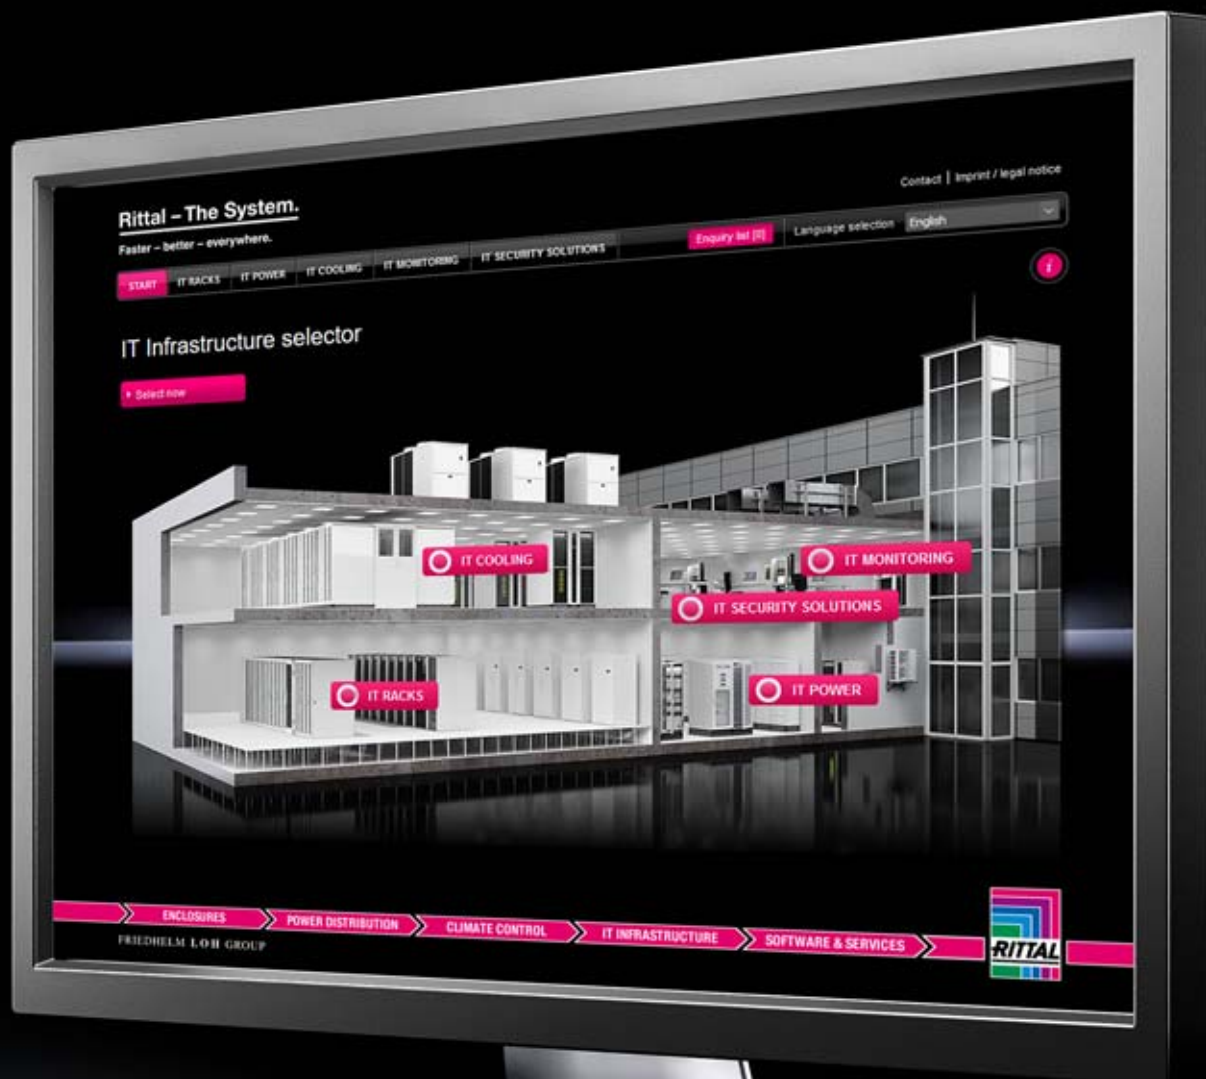 Contact | Imprint / legal notice
Rittal – The System.
Faster – better – everywhere.
Enquiry list [0] Language selection English
START IT RACKS IT POWER IT COOLING IT MONITORING IT SECURITY SOLUTIONS
i
IT Infrastructure selector
Select now
IT COOLING
IT MONITORING
IT SECURITY SOLUTIONS
IT RACKS
IT POWER
ENCLOSURES POWER DISTRIBUTION CLIMATE CONTROL IT INFRASTRUCTURE SOFTWARE & SERVICES
RITTAL
FRIEDHELM LOH GROUP